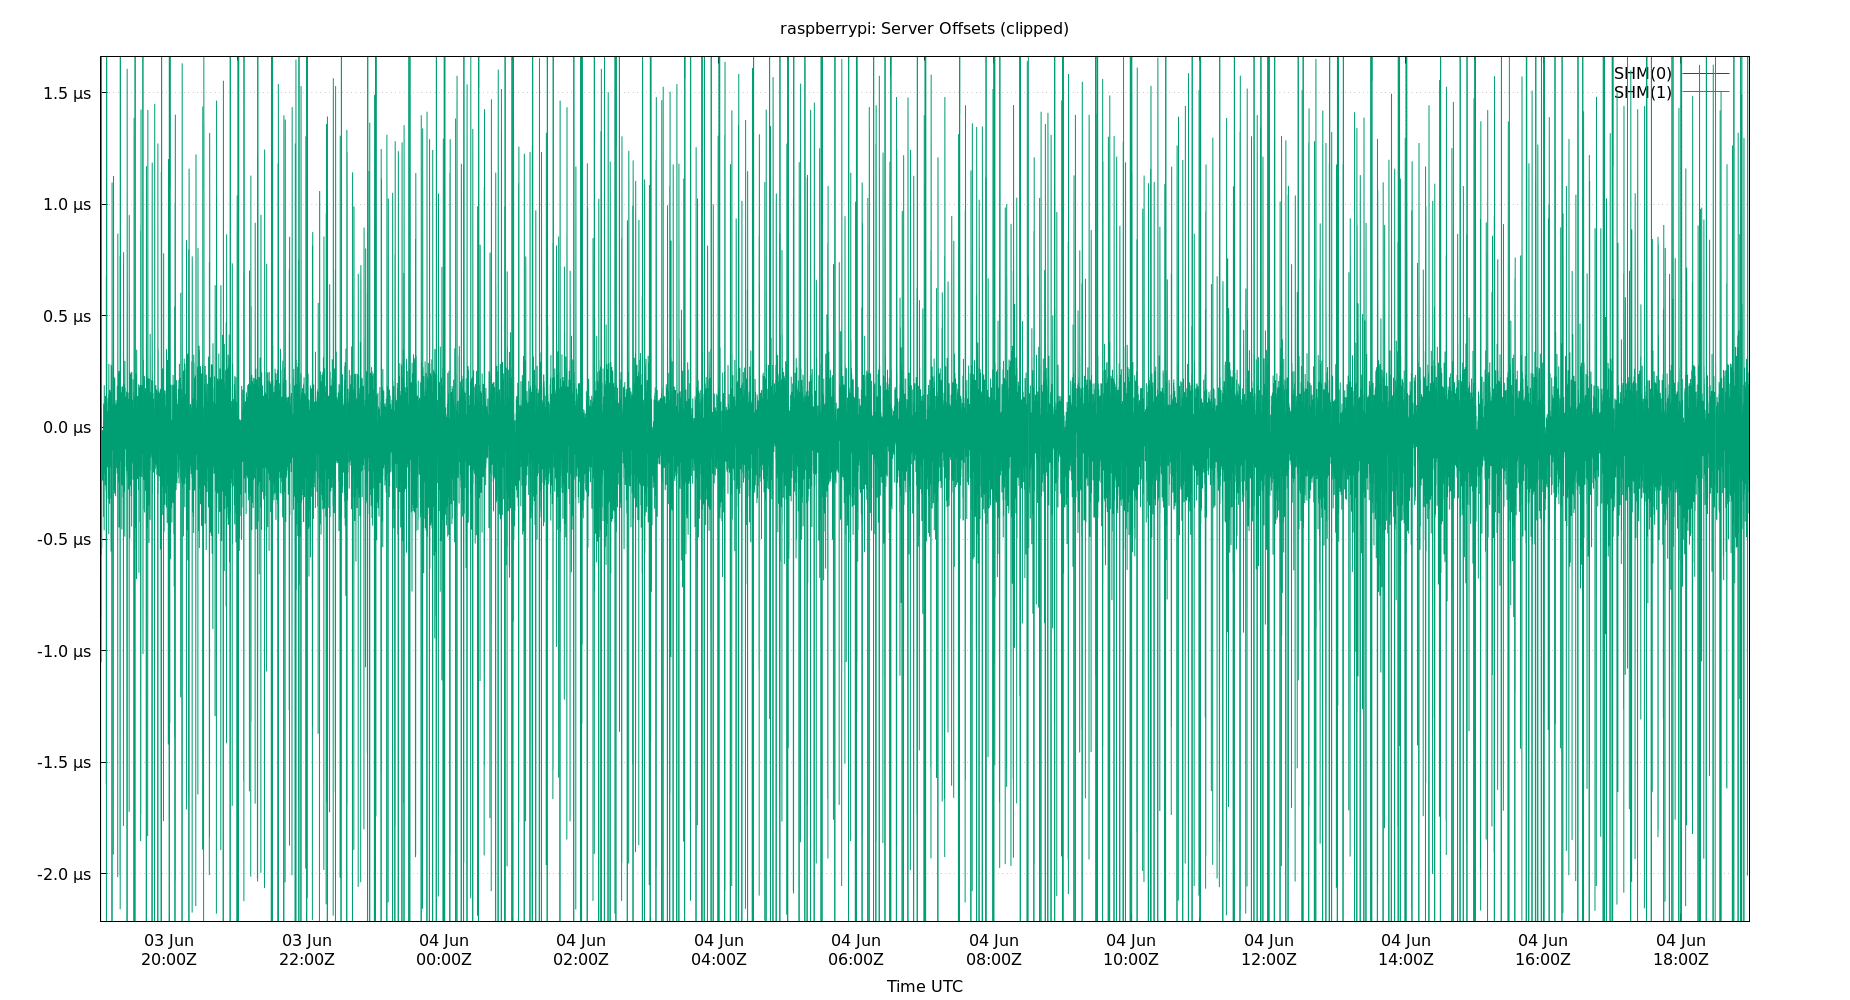 raspberrypi: Server Offsets (clipped)
SHM(0)
SHM(1)
1.5 µs
1.0 µs
0.5 µs
0.0 µs
-0.5 µs
-1.0 µs
-1.5 µs
-2.0 µs
03 Jun 03 Jun 04 Jun 04 Jun 04 Jun 04 Jun 04 Jun 04 Jun 04 Jun 04 Jun 04 Jun 04 Jun
20:00Z 22:00Z 00:00Z 02:00Z 04:00Z 06:00Z 08:00Z 10:00Z 12:00Z 14:00Z 16:00Z 18:00Z
Time UTC